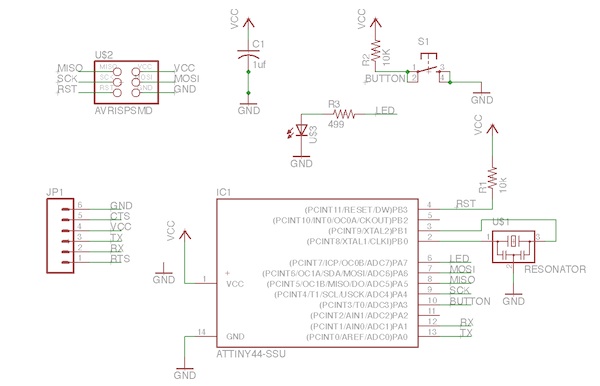 U$2
MISO MISO VCC VCC
SCK SCK MOSI
RST RST GND GND
AVRISPSMD
VCC
C1
1uf
GND
VCC
R2
10K
S1
1 3
2 4
BUTTON
GND
R3
499
LED
U$3
GND
VCC
R1
10K
JP1
6 GND
5 CTS
4 VCC
3 TX
2 RX
1 RTS
VCC
GND
GND
IC1
(PCINT11/RESET/DW)PB3 4 RST
(PCINT10/INT0/OC0A/CKOUT)PB2 5
(PCINT9/XTAL2)PB1 3
(PCINT8/XTAL1/CLKI)PB0 2
(PCINT7/ICP/OC0B/ADC7)PA7 6 LED
(PCINT6/OC1A/SDA/MOSI/ADC6)PA6 7 MOSI
(PCINT5/OC1B/MISO/DO/ADC5)PA5 8 MISO
(PCINT4/T1/SCL/USCK/ADC4)PA4 9 SCK
(PCINT3/T0/ADC3)PA3 10 BUTTON
(PCINT2/AIN1/ADC2)PA2 11
(PCINT1/AIN0/ADC1)PA1 12 RX
(PCINT0/AREF/ADC0)PA0 13 TX
1 + VCC
14 GND
ATTINY44-SSU
U$1
1 3
2
RESONATOR
GND